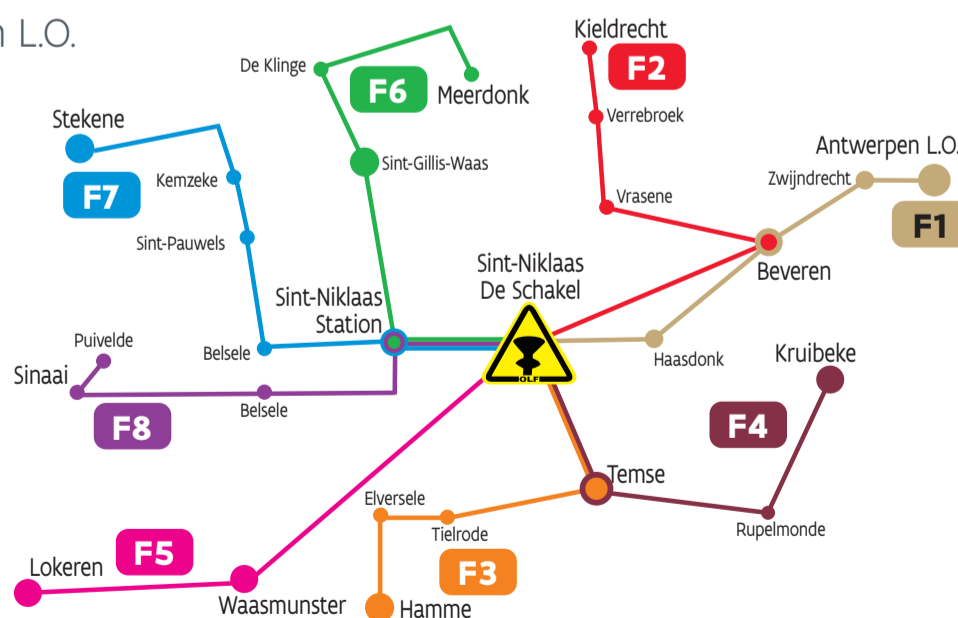 n L.O.
Kieldrecht
F2
De Klinge
F6
Meerdonk
Verrebroek
Stekene
Antwerpen L.O.
Sint-Gillis-Waas
Zwijndrecht
Kemzeke
F7
Vrasene
F1
Sint-Pauwels
Sint-Niklaas
De Schakel
Beveren
Sint-Niklaas
Station
Puivelde
Belsele
Haasdonk
Kruibeke
Sinaai
OLF
Belsele
F8
F4
Temse
Elversele
Tielrode
Rupelmonde
F5
Lokeren
F3
Waasmunster
Hamme